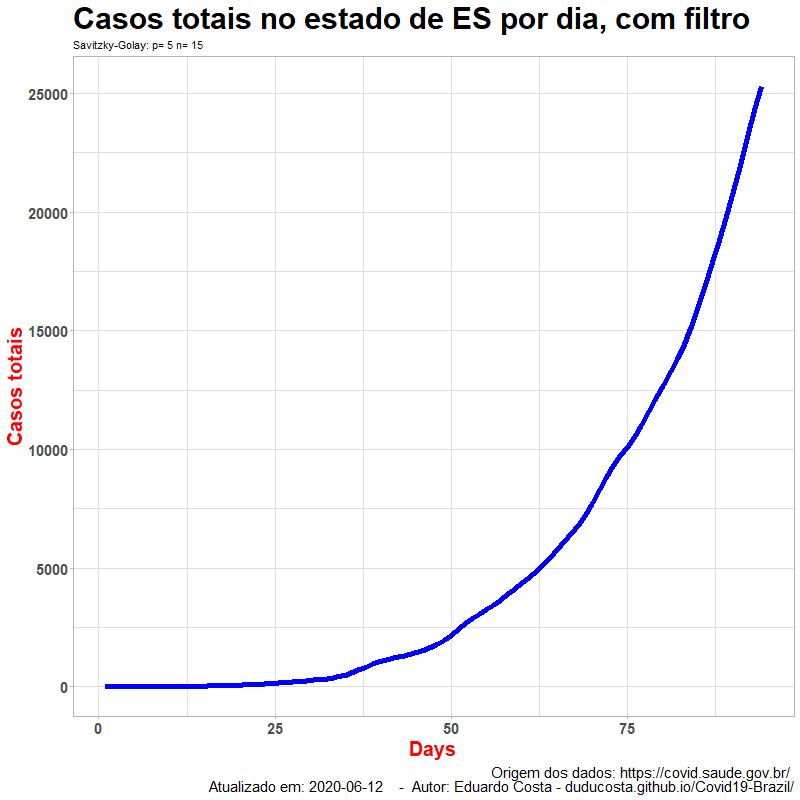 Casos totais no estado de ES por dia, com filtro
Savitzky-Golay: p= 5 n= 15
25000
20000
15000
10000
5000
0
Casos totais
0 25 50 75
Days
Origem dos dados: https://covid.saude.gov.br/
Atualizado em: 2020-06-12 - Autor: Eduardo Costa - duducosta.github.io/Covid19-Brazil/